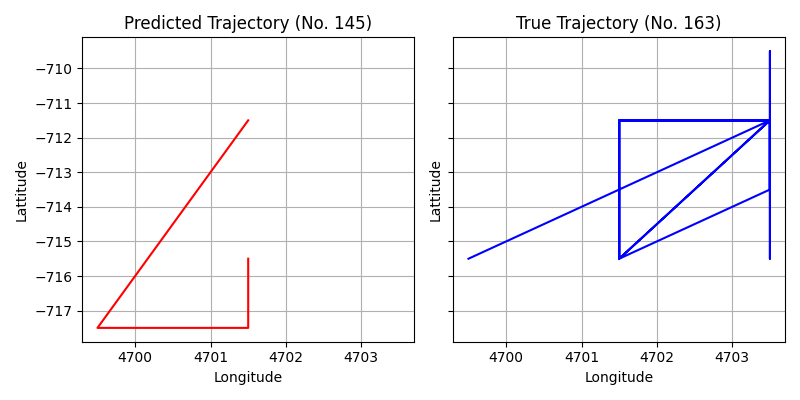 Predicted Trajectory (No. 145)
True Trajectory (No. 163)
Lattitude
−710
−711
−712
−713
−714
−715
−716
−717
4700
4701
4702
4703
Longitude
Lattitude
4700
4701
4702
4703
Longitude